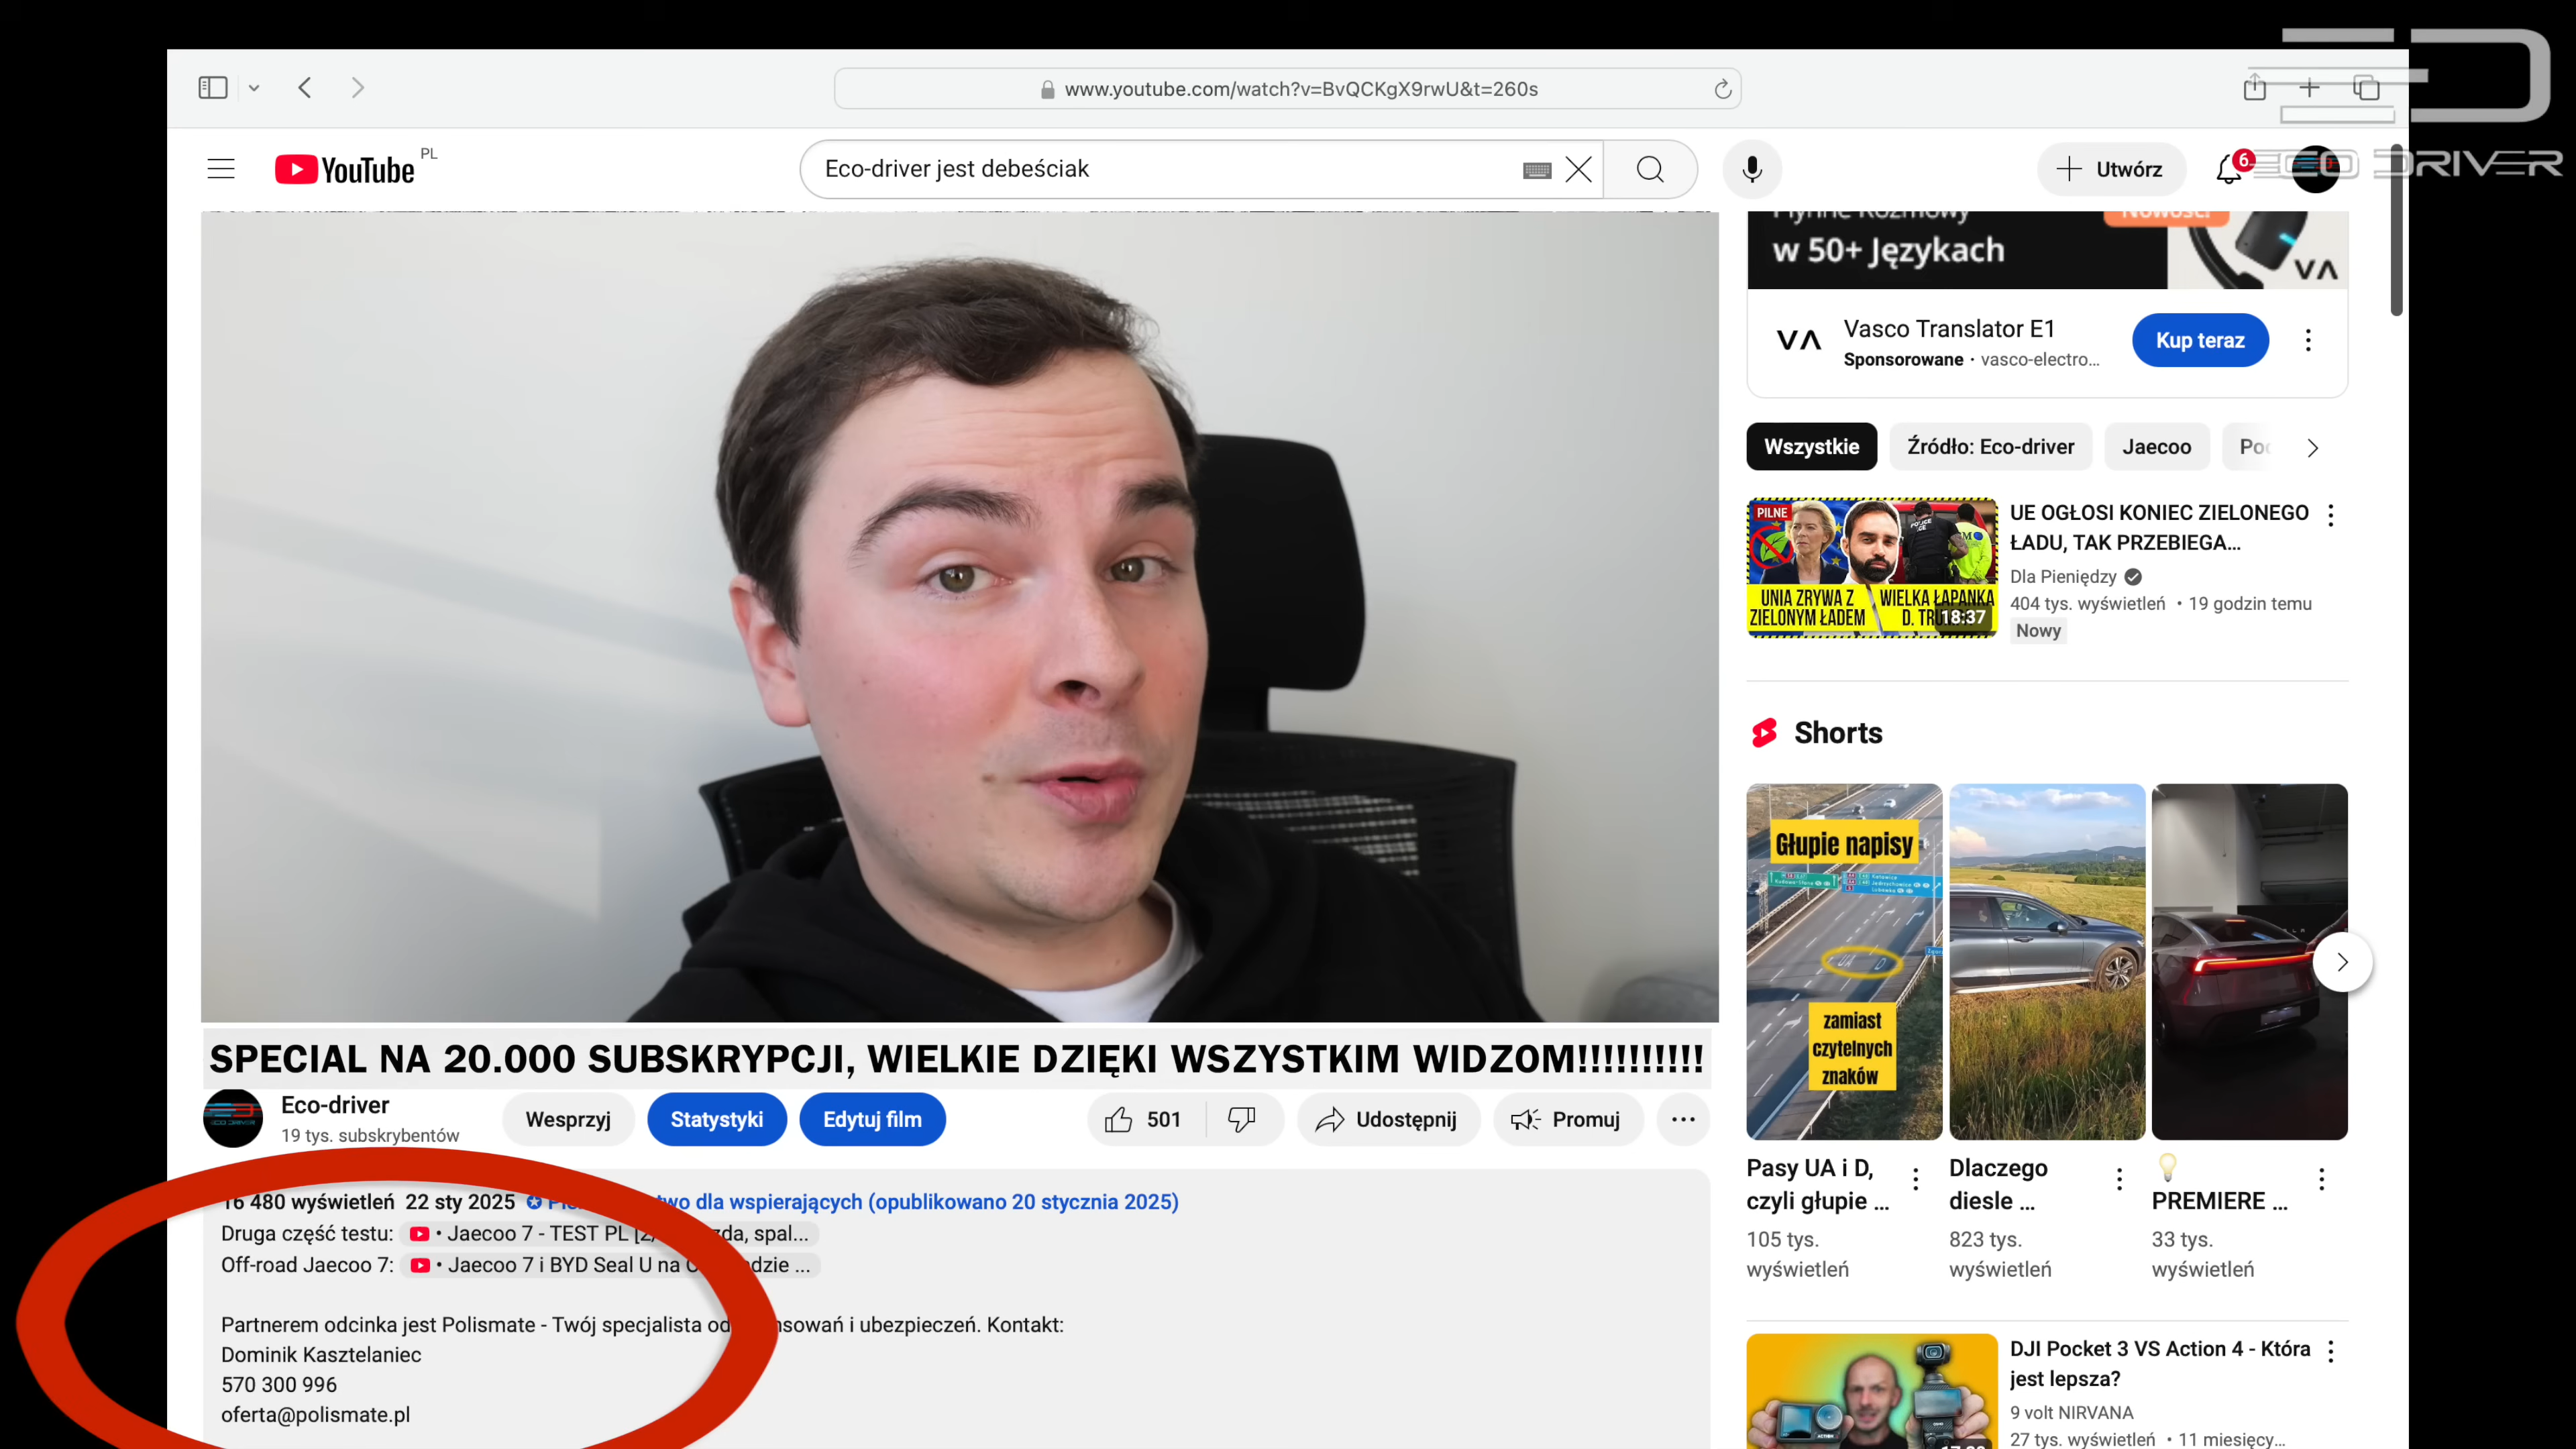 www.youtube.com/watch?v=BvQCKgX9rwU&t=260s
ECO DRIVER
YouTube PL
Eco-driver jest debeściak
Utwórz
6
w 50+ Językach
Nowość!
VA
VA
Vasco Translator E1
Sponsorowane • vasco-electro...
Kup teraz
Wszystkie
Źródło: Eco-driver
Jaecoo
PILNE
UNIA ZRYWA Z
ZIELONYM ŁADEM
WIELKA ŁAPANKA
18:37
UE OGŁOSI KONIEC ZIELONEGO
ŁADU, TAK PRZEBIEGA...
Dla Pieniędzy
404 tys. wyświetleń • 19 godzin temu
Nowy
Shorts
Głupie napisy
zamiast
czytelnych
znaków
Pasy UA i D,
czyli głupie ...
105 tys.
wyświetleń
Dlaczego
diesle ...
823 tys.
wyświetleń
PREMIERE ...
33 tys.
wyświetleń
SPECIAL NA 20.000 SUBSKRYPCJI, WIELKIE DZIĘKI WSZYSTKIM WIDZOM!!!!!!!!!!
Eco-driver
19 tys. subskrybentów
Wesprzyj
Statystyki
Edytuj film
501
Udostępnij
Promuj
16 480 wyświetleń 22 sty 2025 dla wspierających (opublikowano 20 stycznia 2025)
Druga część testu: • Jaecoo 7 - TEST PL spal...
Off-road Jaecoo 7: • Jaecoo 7 i BYD Seal U na ...
Partnerem odcinka jest Polismate - Twój specjalista od i ubezpieczeń. Kontakt:
Dominik Kasztelaniec
570 300 996
oferta@polismate.pl
DJI Pocket 3 VS Action 4 - Która
jest lepsza?
9 volt NIRVANA
27 tys. wyświetleń • 11 miesięcy...